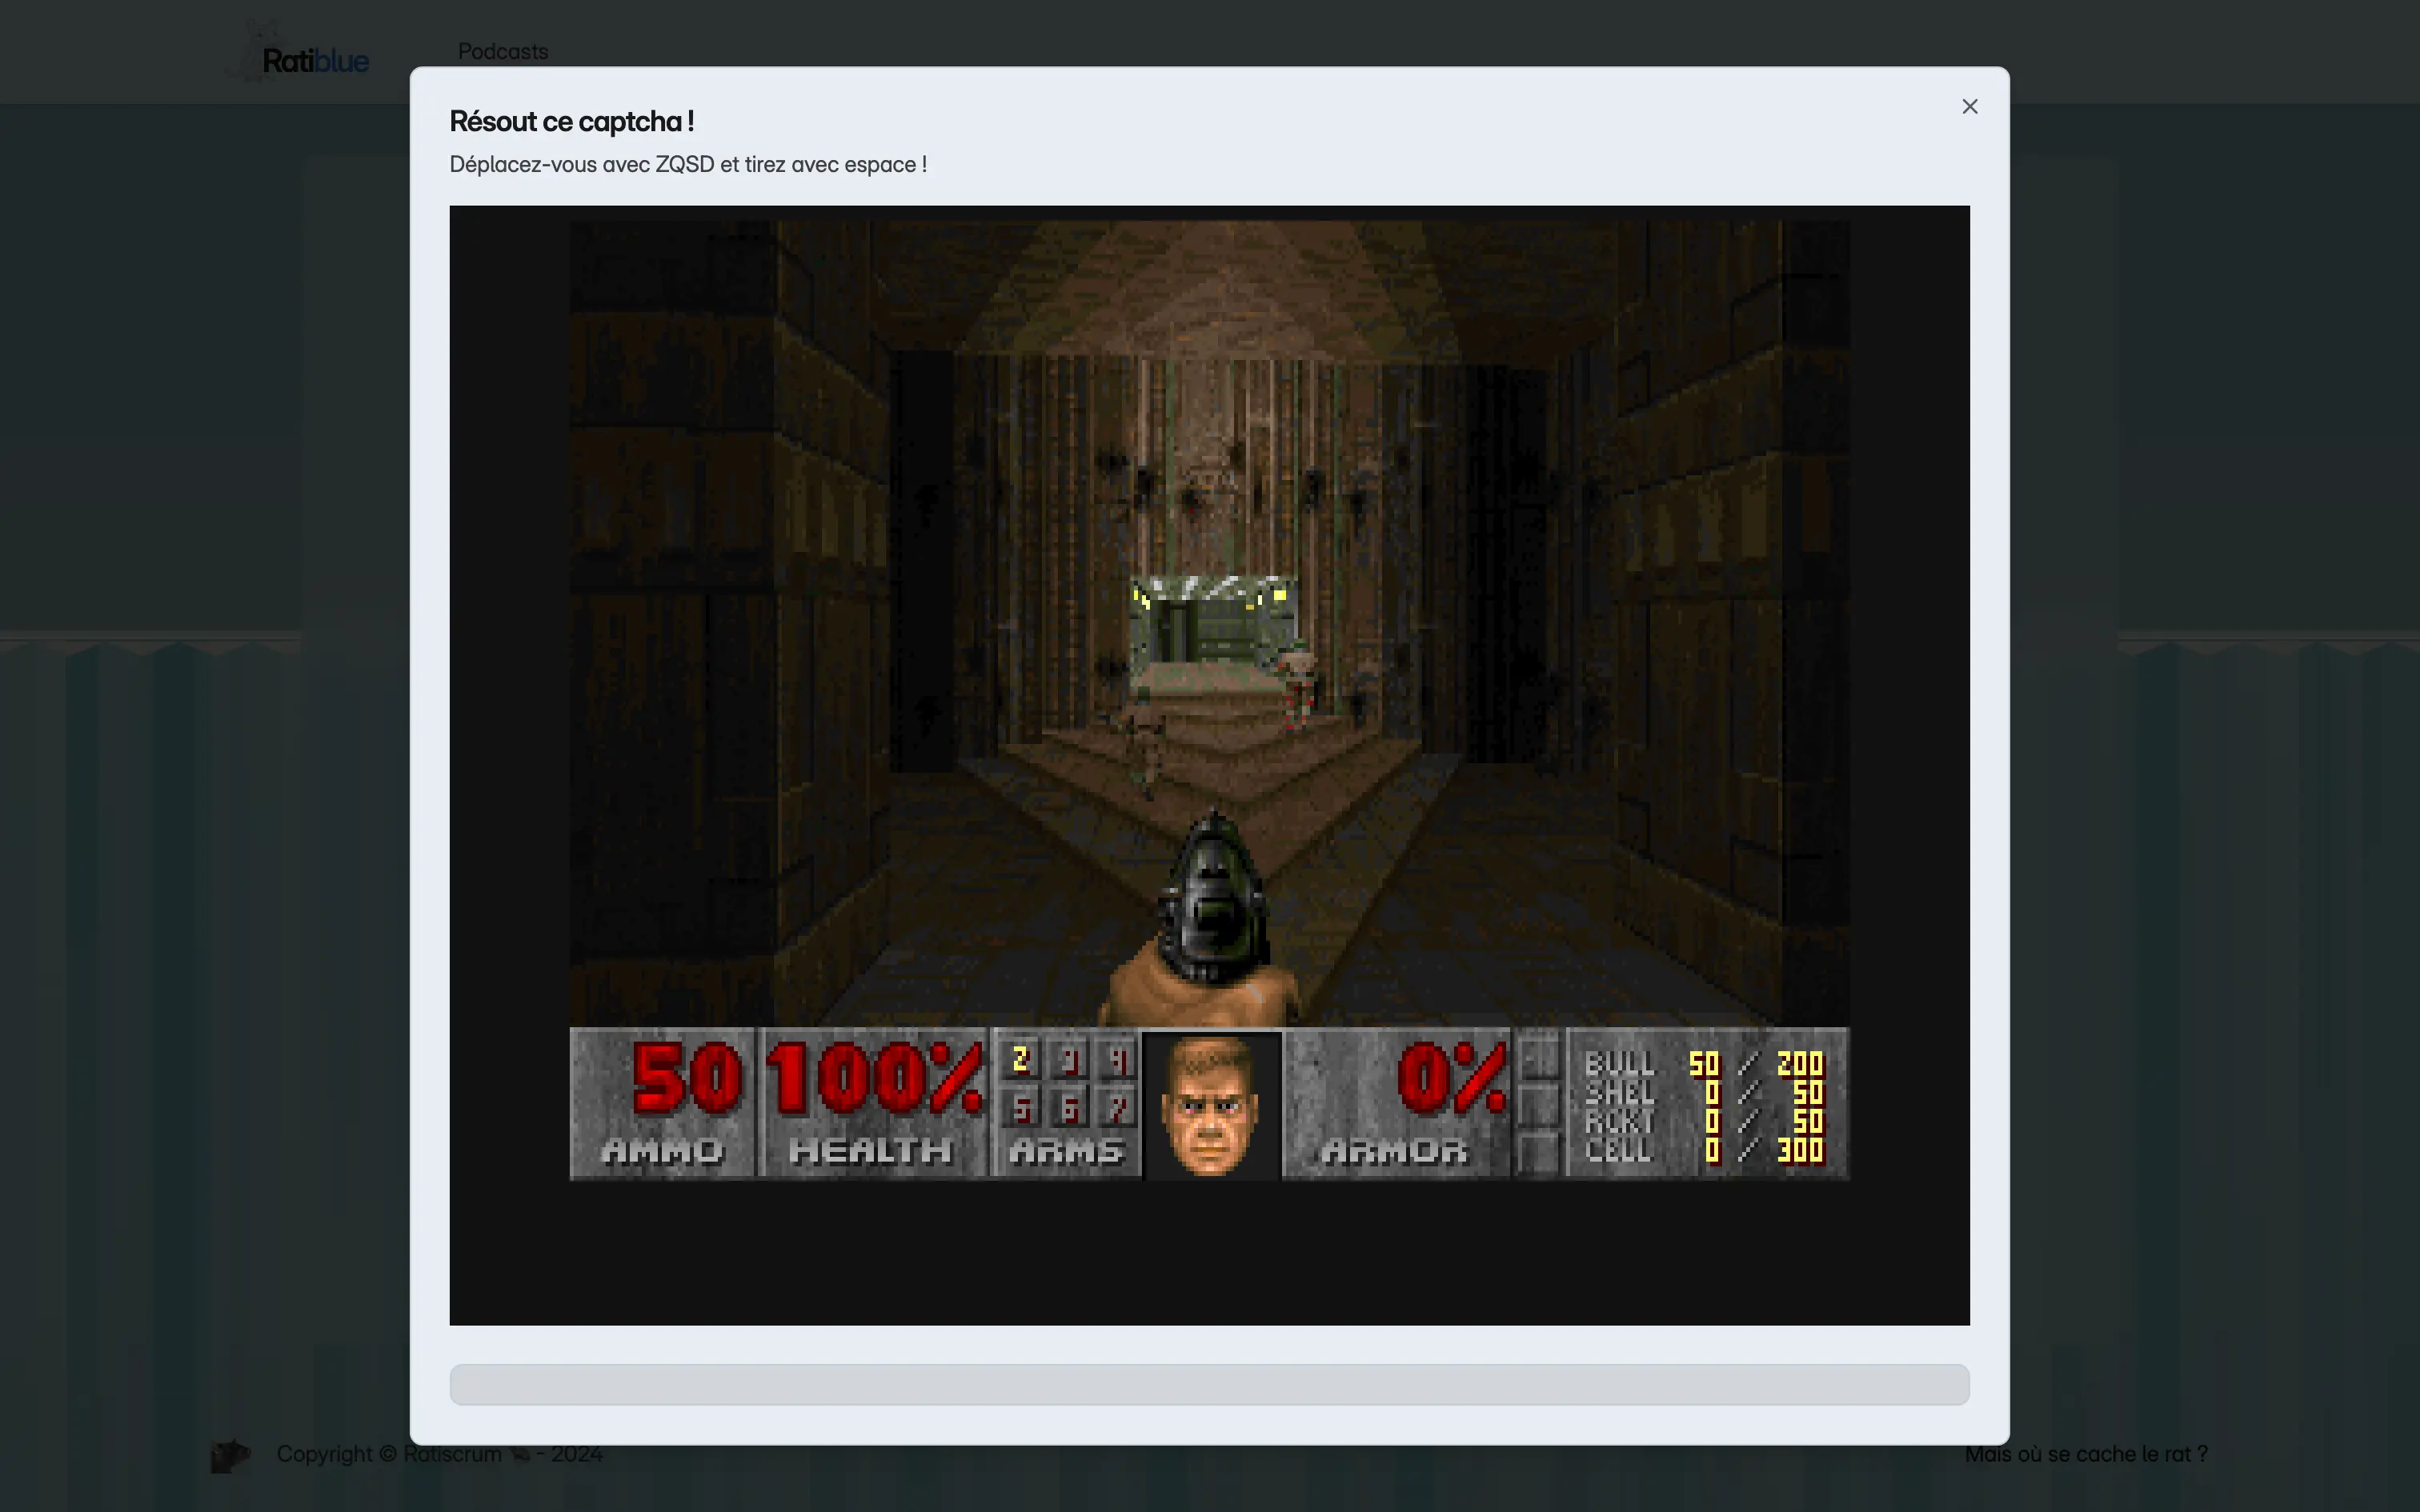 Ratiblue
Podcasts
Résout ce captcha !
Déplacez-vous avec ZQSD et tirez avec espace !
50
100%
2 3 4
5 6 7
0%
AMMO
HEALTH
ARMS
ARMOR
BULL 50 / 200
SHEL 0 / 50
RCKT 0 / 50
CELL 0 / 300
Copyright © Ratiscrum 🐀 - 2024
Mais où se cache le rat ?